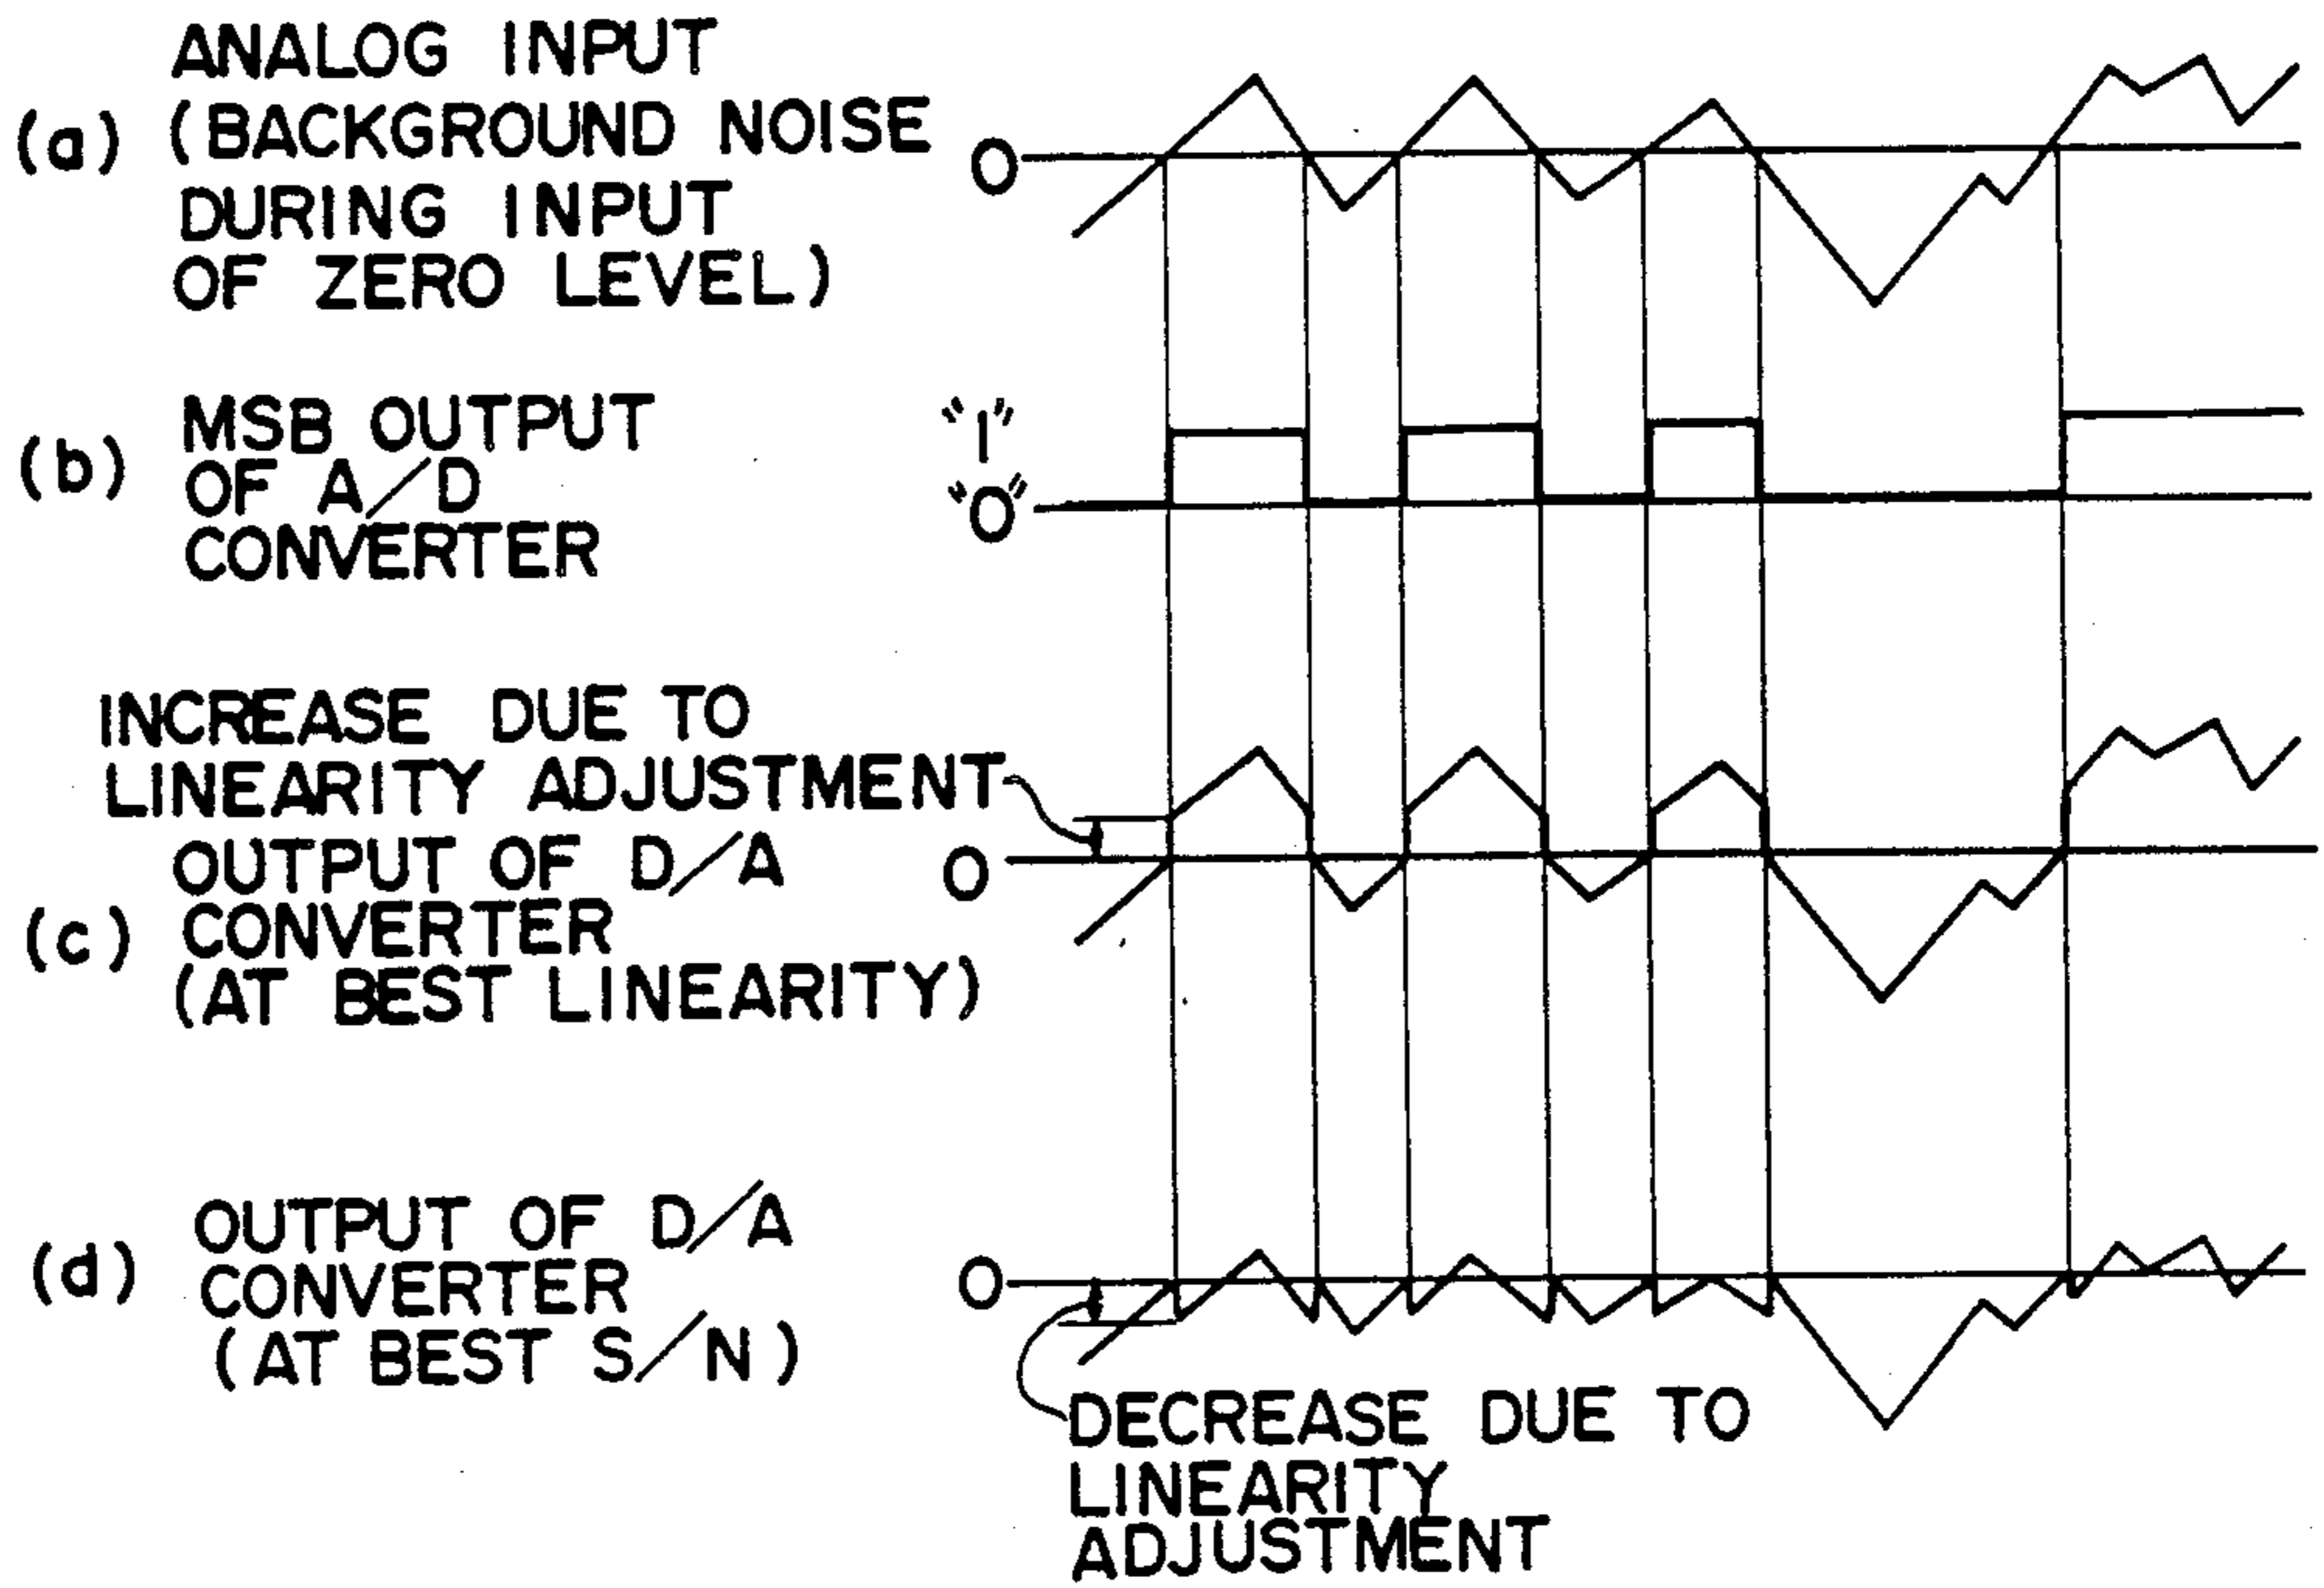 ANALOG INPUT
(a) (BACKGROUND NOISE
DURING INPUT
OF ZERO LEVEL)
0
(b) MSB OUTPUT
OF A/D
CONVERTER
"1"
"0"
INCREASE DUE TO
LINEARITY ADJUSTMENT
(c) OUTPUT OF D/A
CONVERTER
(AT BEST LINEARITY)
0
(d) OUTPUT OF D/A
CONVERTER
(AT BEST S/N)
0
DECREASE DUE TO
LINEARITY
ADJUSTMENT